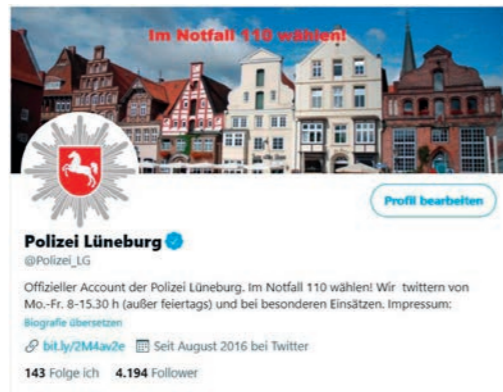 Im Notfall 110 wählen!
Profil bearbeiten
Polizei Lüneburg
@Polizei_LG
Offizieller Account der Polizei Lüneburg. Im Notfall 110 wählen! Wir twittern von
Mo.-Fr. 8-15.30 h (außer feiertags) und bei besonderen Einsätzen. Impressum:
Biografie übersetzen
bit.ly/2M4av2e Seit August 2016 bei Twitter
143 Folge ich 4.194 Follower